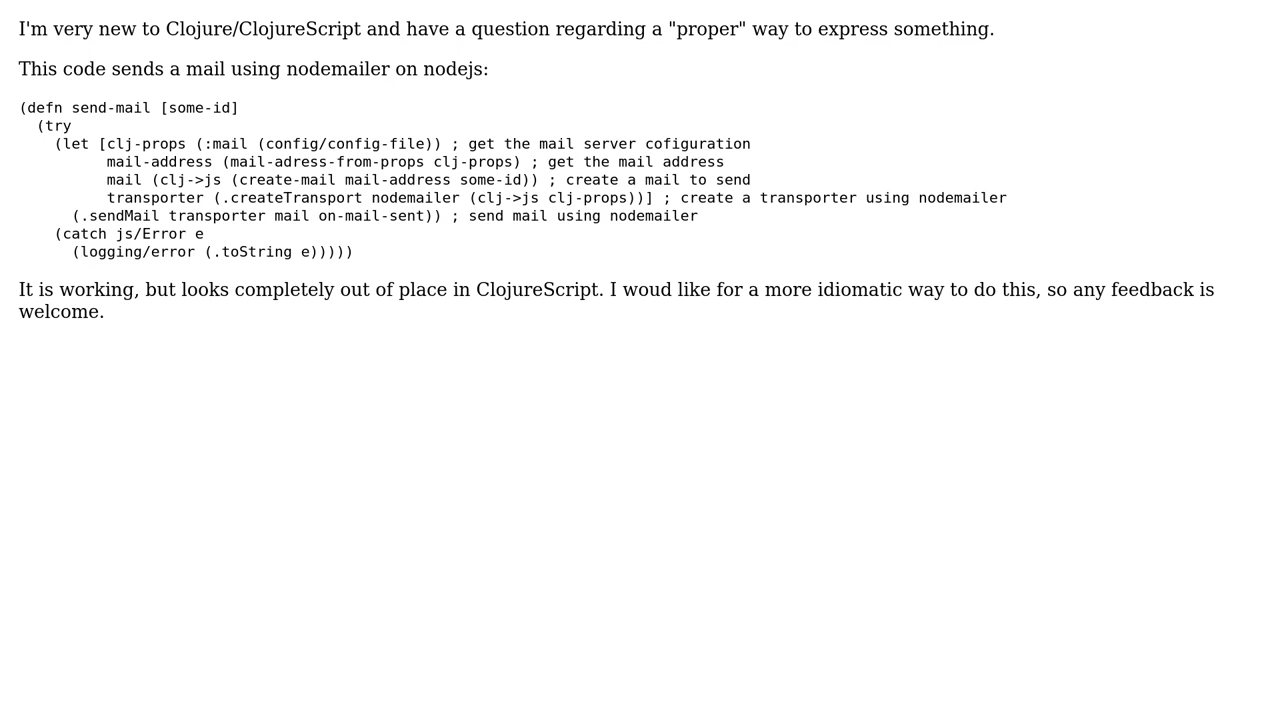 I'm very new to Clojure/ClojureScript and have a question regarding a "proper" way to express something.
This code sends a mail using nodemailer on nodejs:
(defn send-mail [some-id]
  (try
    (let [clj-props (:mail (config/config-file)) ; get the mail server cofiguration
          mail-address (mail-adress-from-props clj-props) ; get the mail address
          mail (clj->js (create-mail mail-address some-id)) ; create a mail to send
          transporter (.createTransport nodemailer (clj->js clj-props))] ; create a transporter using nodemailer
      (.sendMail transporter mail on-mail-sent)) ; send mail using nodemailer
    (catch js/Error e
      (logging/error (.toString e)))))
It is working, but looks completely out of place in ClojureScript. I woud like for a more idiomatic way to do this, so any feedback is
welcome.